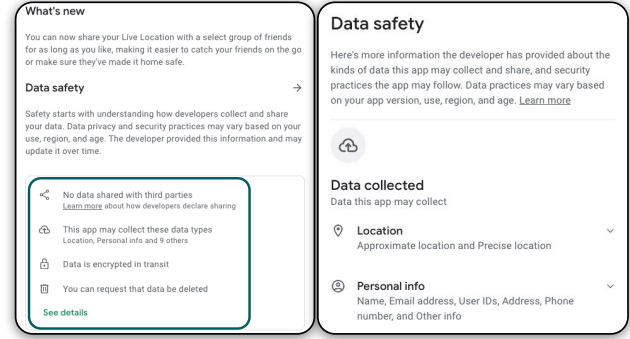 What's new
You can now share your Live Location with a select group of friends
for as long as you like, making it easier to catch your friends on the go
or make sure they've made it home safe.
Data safety
Safety starts with understanding how developers collect and share
your data. Data privacy and security practices may vary based on your
use, region, and age. The developer provided this information and may
update it over time.
No data shared with third parties
Learn more about how developers declare sharing
This app may collect these data types
Location, Personal info and 9 others
Data is encrypted in transit
You can request that data be deleted
See details
Data safety
Here's more information the developer has provided about the
kinds of data this app may collect and share, and security
practices the app may follow. Data practices may vary based
on your app version, use, region, and age. Learn more
Data collected
Data this app may collect
Location
Approximate location and Precise location
Personal info
Name, Email address, User IDs, Address, Phone
number, and Other info